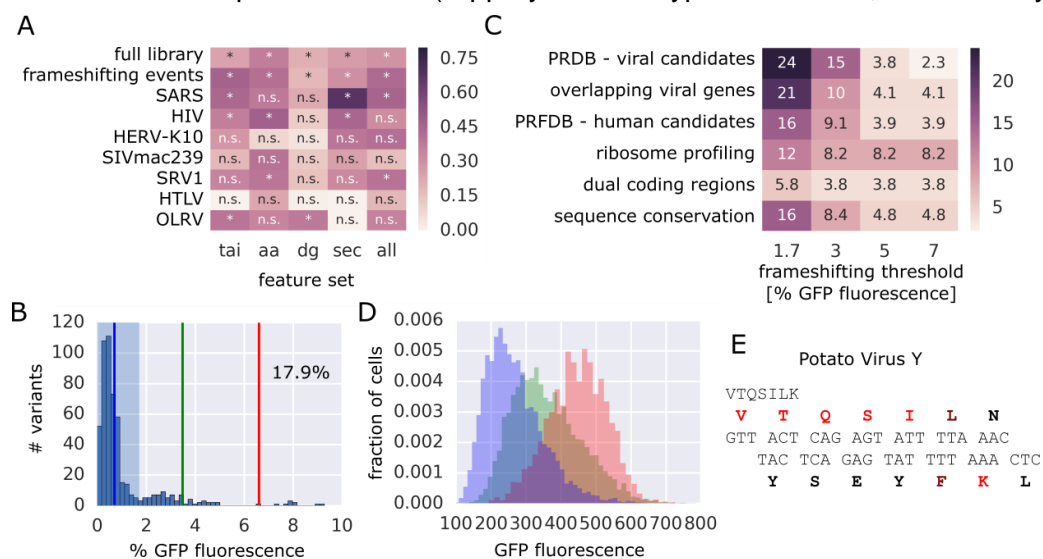 A
full library * * * * *
frameshifting events * * * * *
SARS * n.s. n.s. * *
HIV * * n.s. * n.s.
HERV-K10 n.s. n.s. n.s. n.s. n.s.
SIVmac239 n.s. n.s. n.s. n.s. n.s.
SRV1 n.s. * n.s. n.s. *
HTLV n.s. n.s. n.s. n.s. n.s.
OLRV * n.s. * n.s. *
tai aa dg sec all
feature set
0.75
0.60
0.45
0.30
0.15
0.00
C
PRDB - viral candidates 24 15 3.8 2.3
overlapping viral genes 21 10 4.1 4.1
PRFDB - human candidates 16 9.1 3.9 3.9
ribosome profiling 12 8.2 8.2 8.2
dual coding regions 5.8 3.8 3.8 3.8
sequence conservation 16 8.4 4.8 4.8
1.7 3 5 7
frameshifting threshold
[% GFP fluorescence]
20
15
10
5
B
# variants
120
100
80
60
40
20
0
17.9%
0 2 4 6 8 10
% GFP fluorescence
D
fraction of cells
0.006
0.005
0.004
0.003
0.002
0.001
0.000
100 200 300 400 500 600 700 800
GFP fluorescence
E
Potato Virus Y
VTQSILK
V T Q S I L N
GTT ACT CAG AGT ATT TTA AAC
TAC TCA GAG TAT TTT AAA CTC
Y S E Y F K L